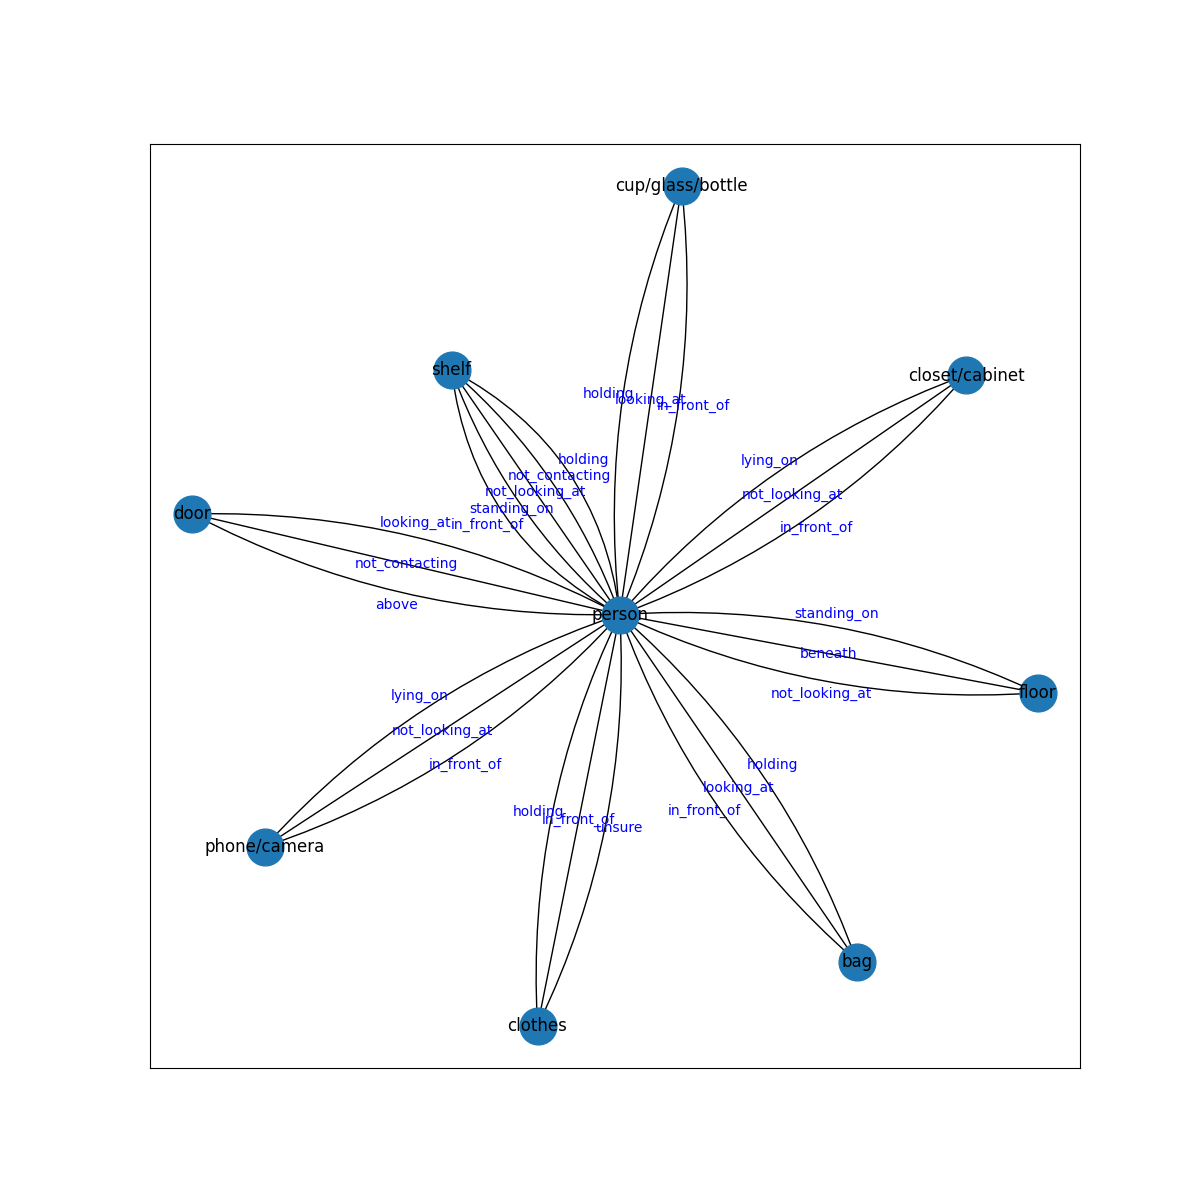 cup/glass/bottle
shelf
closet/cabinet
holding
looking_at
in_front_of
holding
not_contacting
not_looking_at
standing_on
in_front_of
lying_on
not_looking_at
in_front_of
door
looking_at
not_contacting
above
person
standing_on
beneath
not_looking_at
floor
lying_on
not_looking_at
in_front_of
phone/camera
holding
in_front_of
unsure
holding
looking_at
in_front_of
bag
clothes